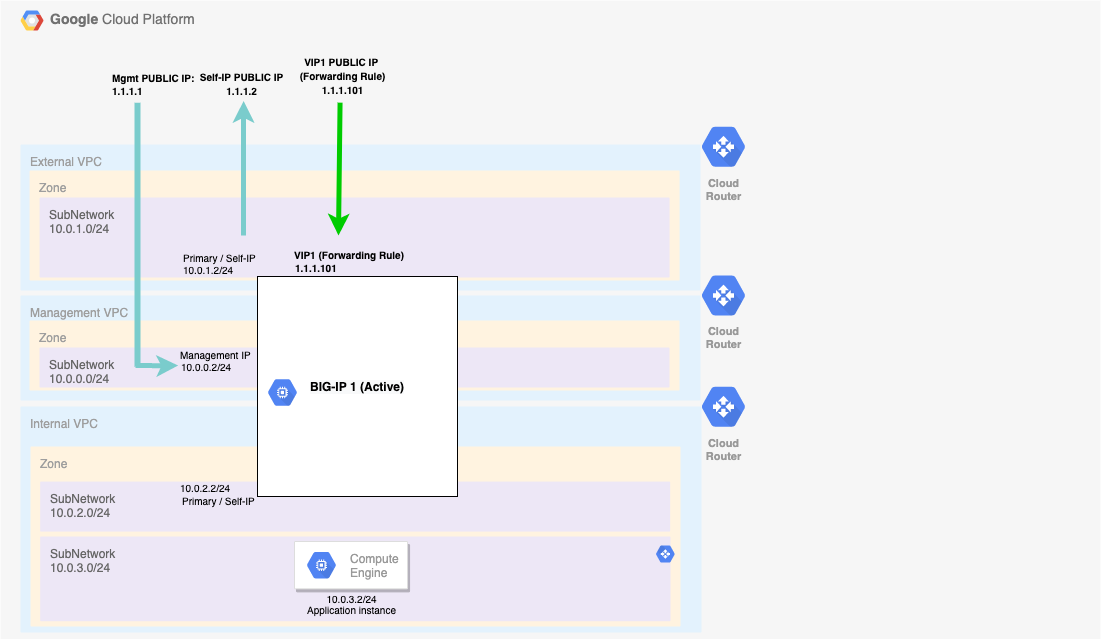 Google Cloud Platform
VIP1 PUBLIC IP
(Forwarding Rule)
1.1.1.101
Mgmt PUBLIC IP:
1.1.1.1
Self-IP PUBLIC IP
1.1.1.2
External VPC
Zone
SubNetwork
10.0.1.0/24
Primary / Self-IP
10.0.1.2/24
VIP1 (Forwarding Rule)
1.1.1.101
Cloud
Router
Management VPC
Zone
SubNetwork
10.0.0.0/24
Management IP
10.0.0.2/24
BIG-IP 1 (Active)
Cloud
Router
Internal VPC
Zone
SubNetwork
10.0.2.0/24
10.0.2.2/24
Primary / Self-IP
Cloud
Router
SubNetwork
10.0.3.0/24
Compute
Engine
10.0.3.2/24
Application instance